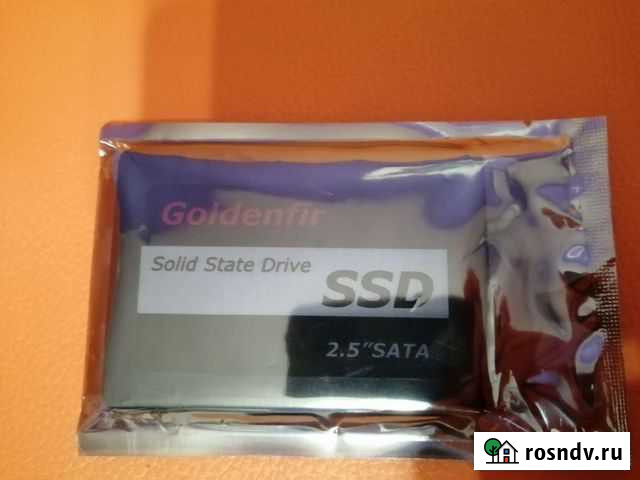 Goldenfir
Solid State Drive
SSD
2.5"SATA
rosndv.ru